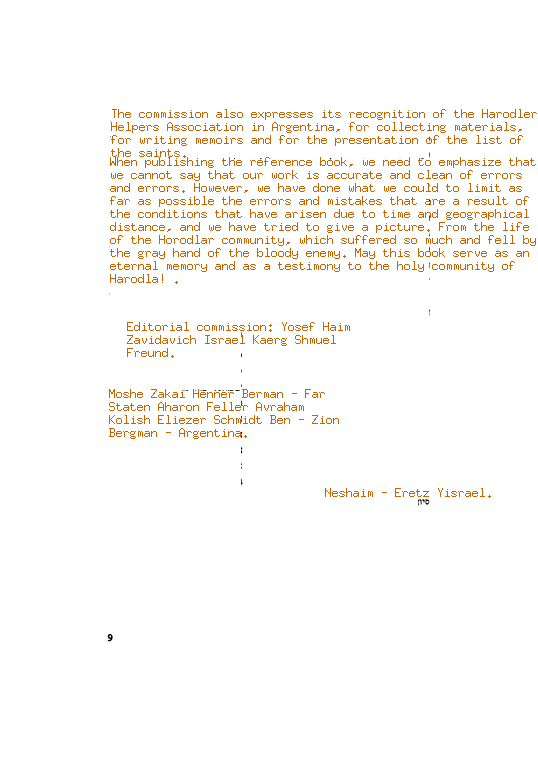 The commission also expresses its recognition of the Harodler
Helpers Association in Argentina, for collecting materials,
for writing memoirs and for the presentation of the list of
the saints.
When publishing the reference book, we need to emphasize that
we cannot say that our work is accurate and clean of errors
and errors. However, we have done what we could to limit as
far as possible the errors and mistakes that are a result of
the conditions that have arisen due to time and geographical
distance, and we have tried to give a picture. From the life
of the Horodlar community, which suffered so much and fell by
the gray hand of the bloody enemy. May this book serve as an
eternal memory and as a testimony to the holy community of
Harodla! .
Editorial commission: Yosef Haim
Zavidavich Israel Kaerg Shmuel
Freund.
Moshe Zakai Henner Berman - Far
Staten Aharon Feller Avraham
Kolish Eliezer Schmidt Ben - Zion
Bergman - Argentina.
Neshaim - Eretz Yisrael.
סיון
9